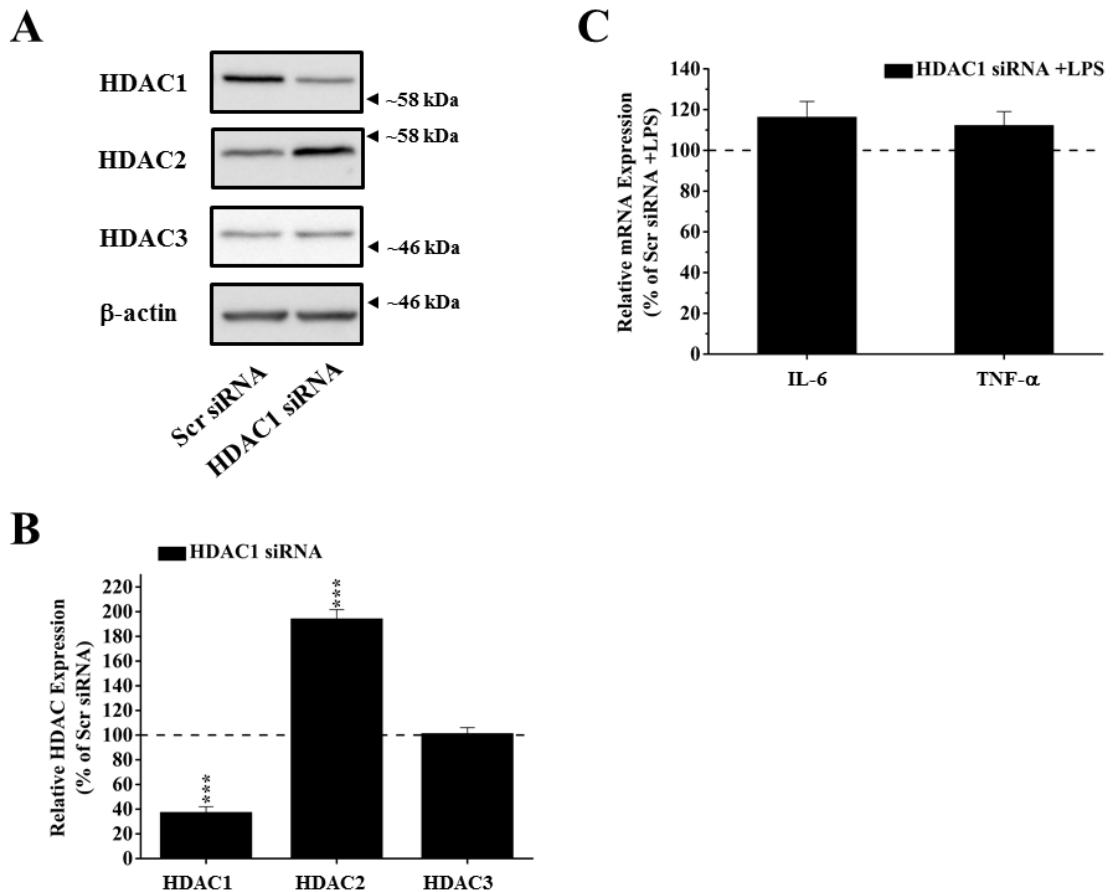 A
HDAC1
◄ ~58 kDa
◄ ~58 kDa
HDAC2
HDAC3
◄ ~46 kDa
◄ ~46 kDa
β-actin
Scr siRNA
HDAC1 siRNA
B
HDAC1 siRNA
Relative HDAC Expression
(% of Scr siRNA)
220
200
180
160
140
120
100
80
60
40
20
0
***
***
HDAC1 HDAC2 HDAC3
C
HDAC1 siRNA +LPS
Relative mRNA Expression
(% of Scr siRNA +LPS)
140
120
100
80
60
40
20
0
IL-6 TNF-α